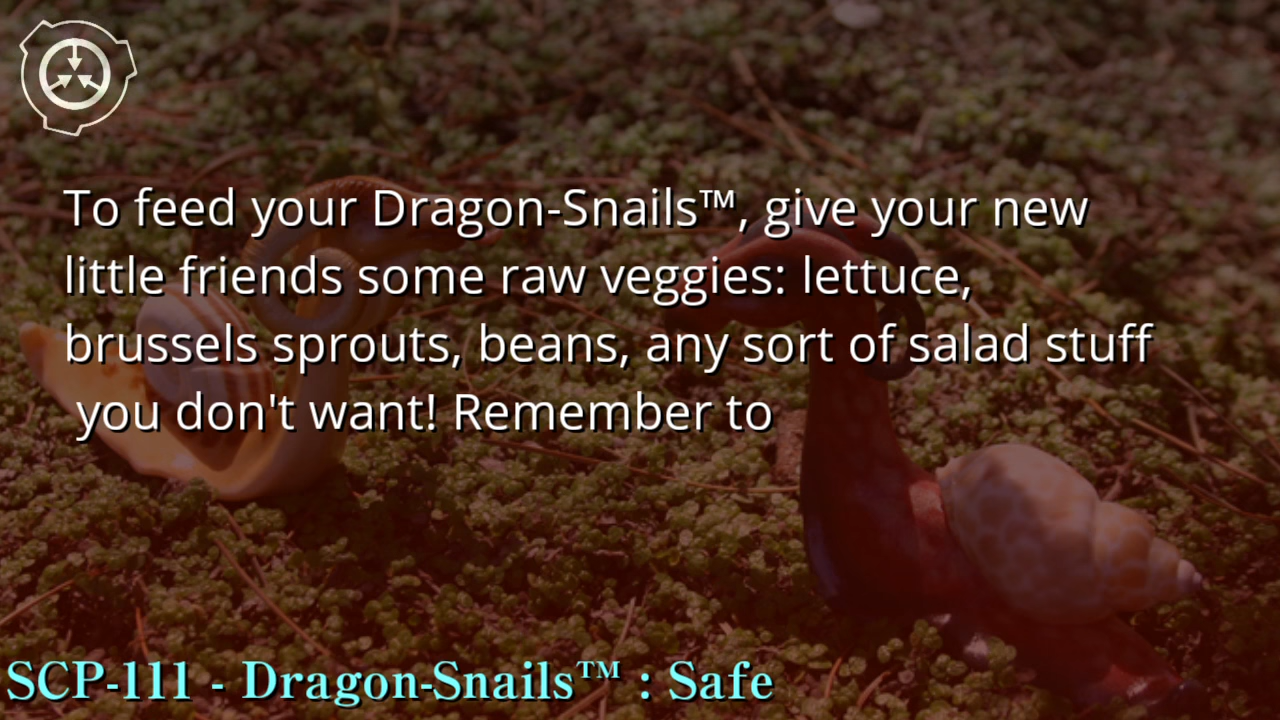 To feed your Dragon-Snails™, give your new
little friends some raw veggies: lettuce,
brussels sprouts, beans, any sort of salad stuff
you don't want! Remember to
SCP-111 - Dragon-Snails™ : Safe